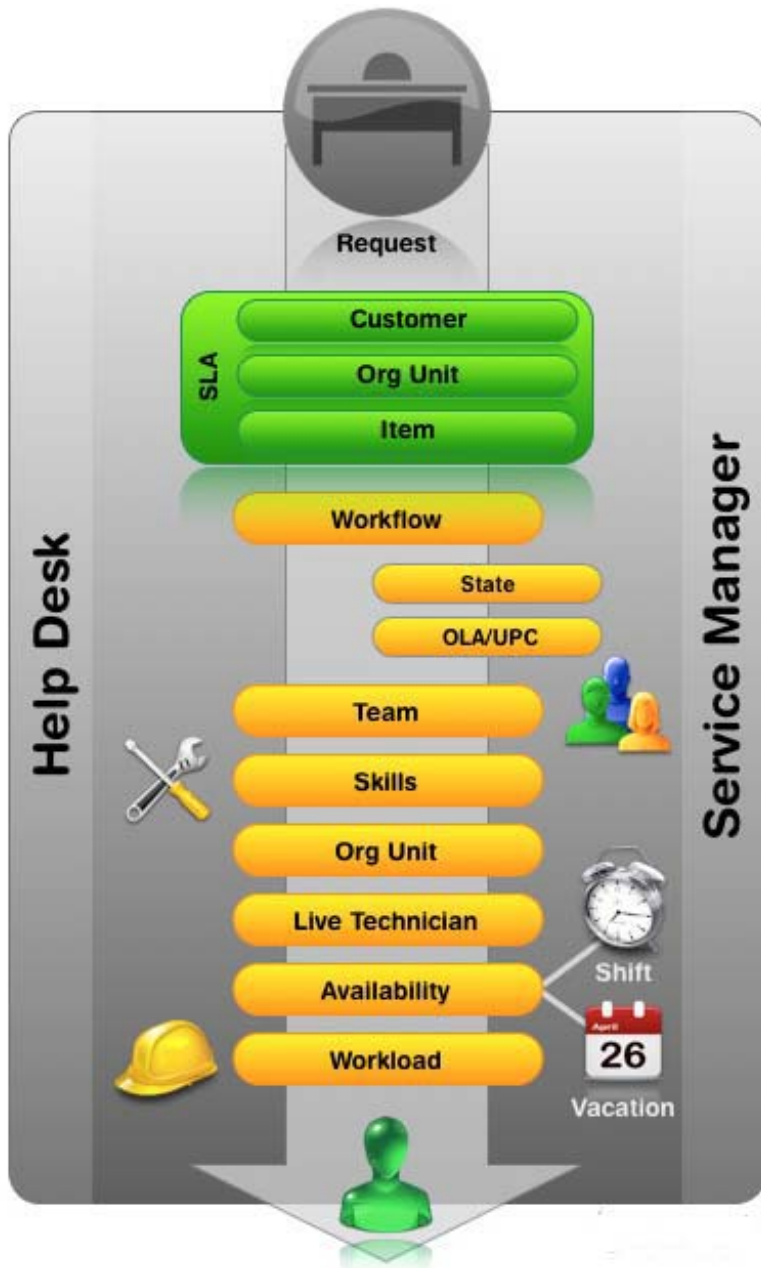 Request
SLA
Customer
Org Unit
Item
Workflow
State
OLA/UPC
Team
Skills
Org Unit
Live Technician
Availability
Shift
April
26
Vacation
Workload
Help Desk
Service Manager